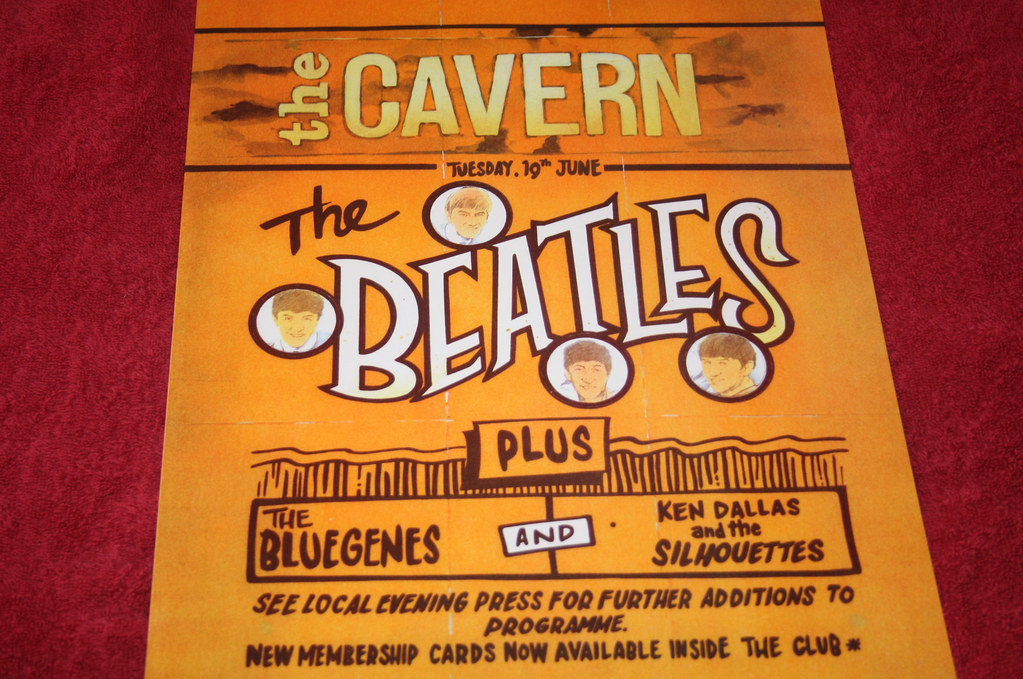 the CAVERN
TUESDAY. 19th JUNE
The
BEATLES
PLUS
THE
BLUEGENES
AND
KEN DALLAS
and the
SILHOUETTES
SEE LOCAL EVENING PRESS FOR FURTHER ADDITIONS TO
PROGRAMME.
NEW MEMBERSHIP CARDS NOW AVAILABLE INSIDE THE CLUB *